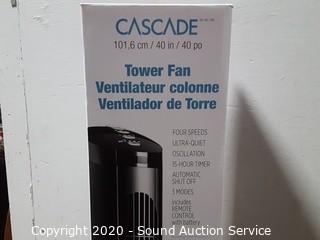 CASCADE
101,6 cm / 40 in / 40 po
Tower Fan
Ventilateur colonne
Ventilador de Torre
FOUR SPEEDS
ULTRA-QUIET
OSCILLATION
15-HOUR TIMER
AUTOMATIC
SHUT OFF
3 MODES
includes
REMOTE
CONTROL
with battery
Copyright 2020 - Sound Auction Service